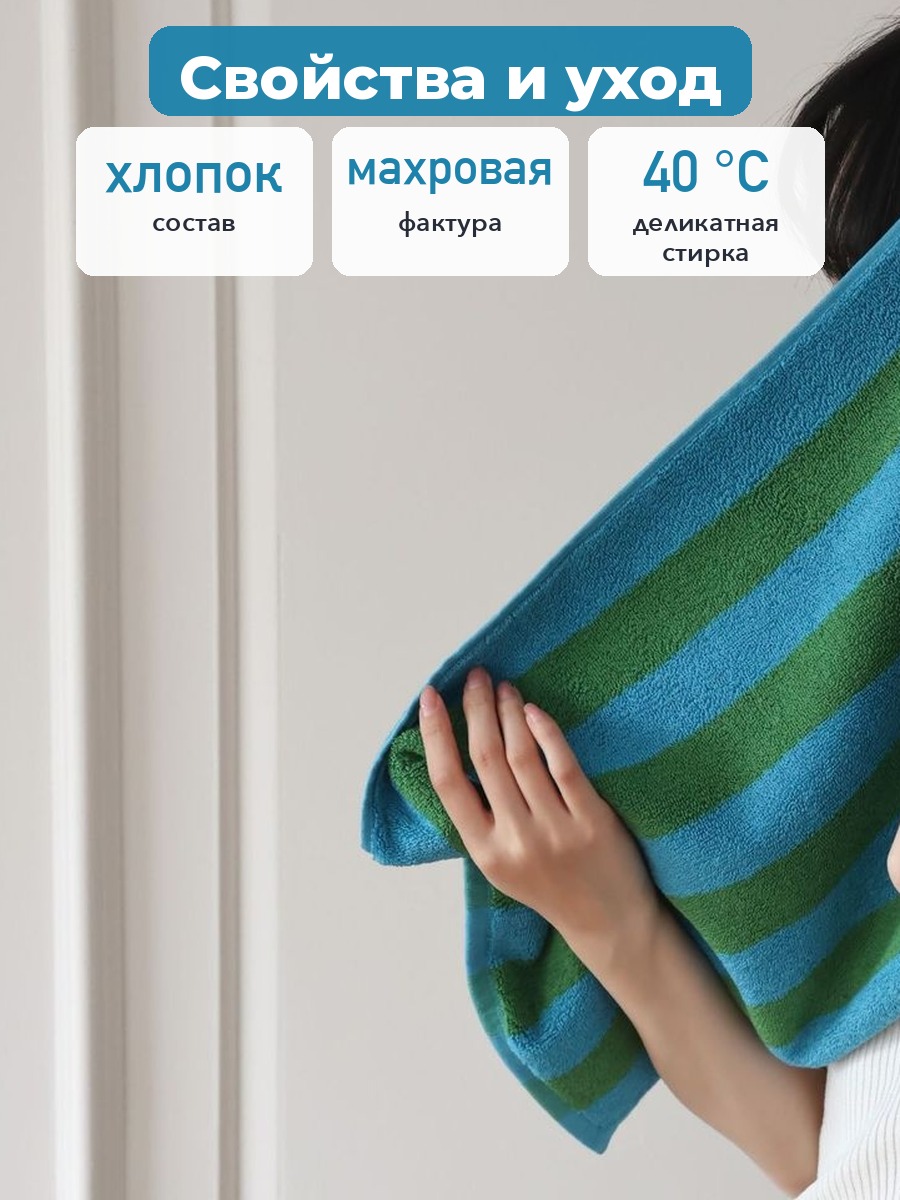 Свойства и уход
хлопок
состав
махровая
фактура
40 °C
деликатная
стирка